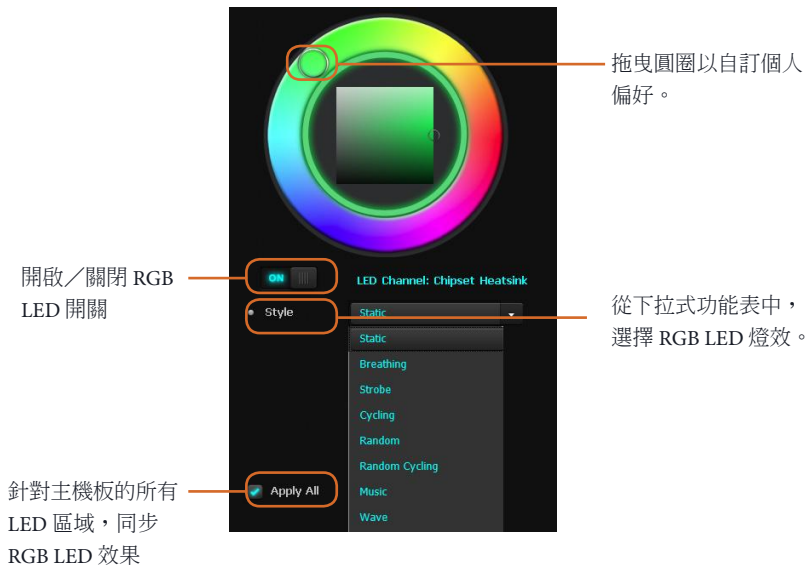 拖曳圓圈以自訂個人
偏好。
開啟／關閉 RGB
LED 開關
ON
LED Channel: Chipset Heatsink
Style
Static
從下拉式功能表中，
選擇 RGB LED 燈效。
Static
Breathing
Strobe
Cycling
Random
Random Cycling
Music
Wave
Apply All
針對主機板的所有
LED 區域，同步
RGB LED 效果